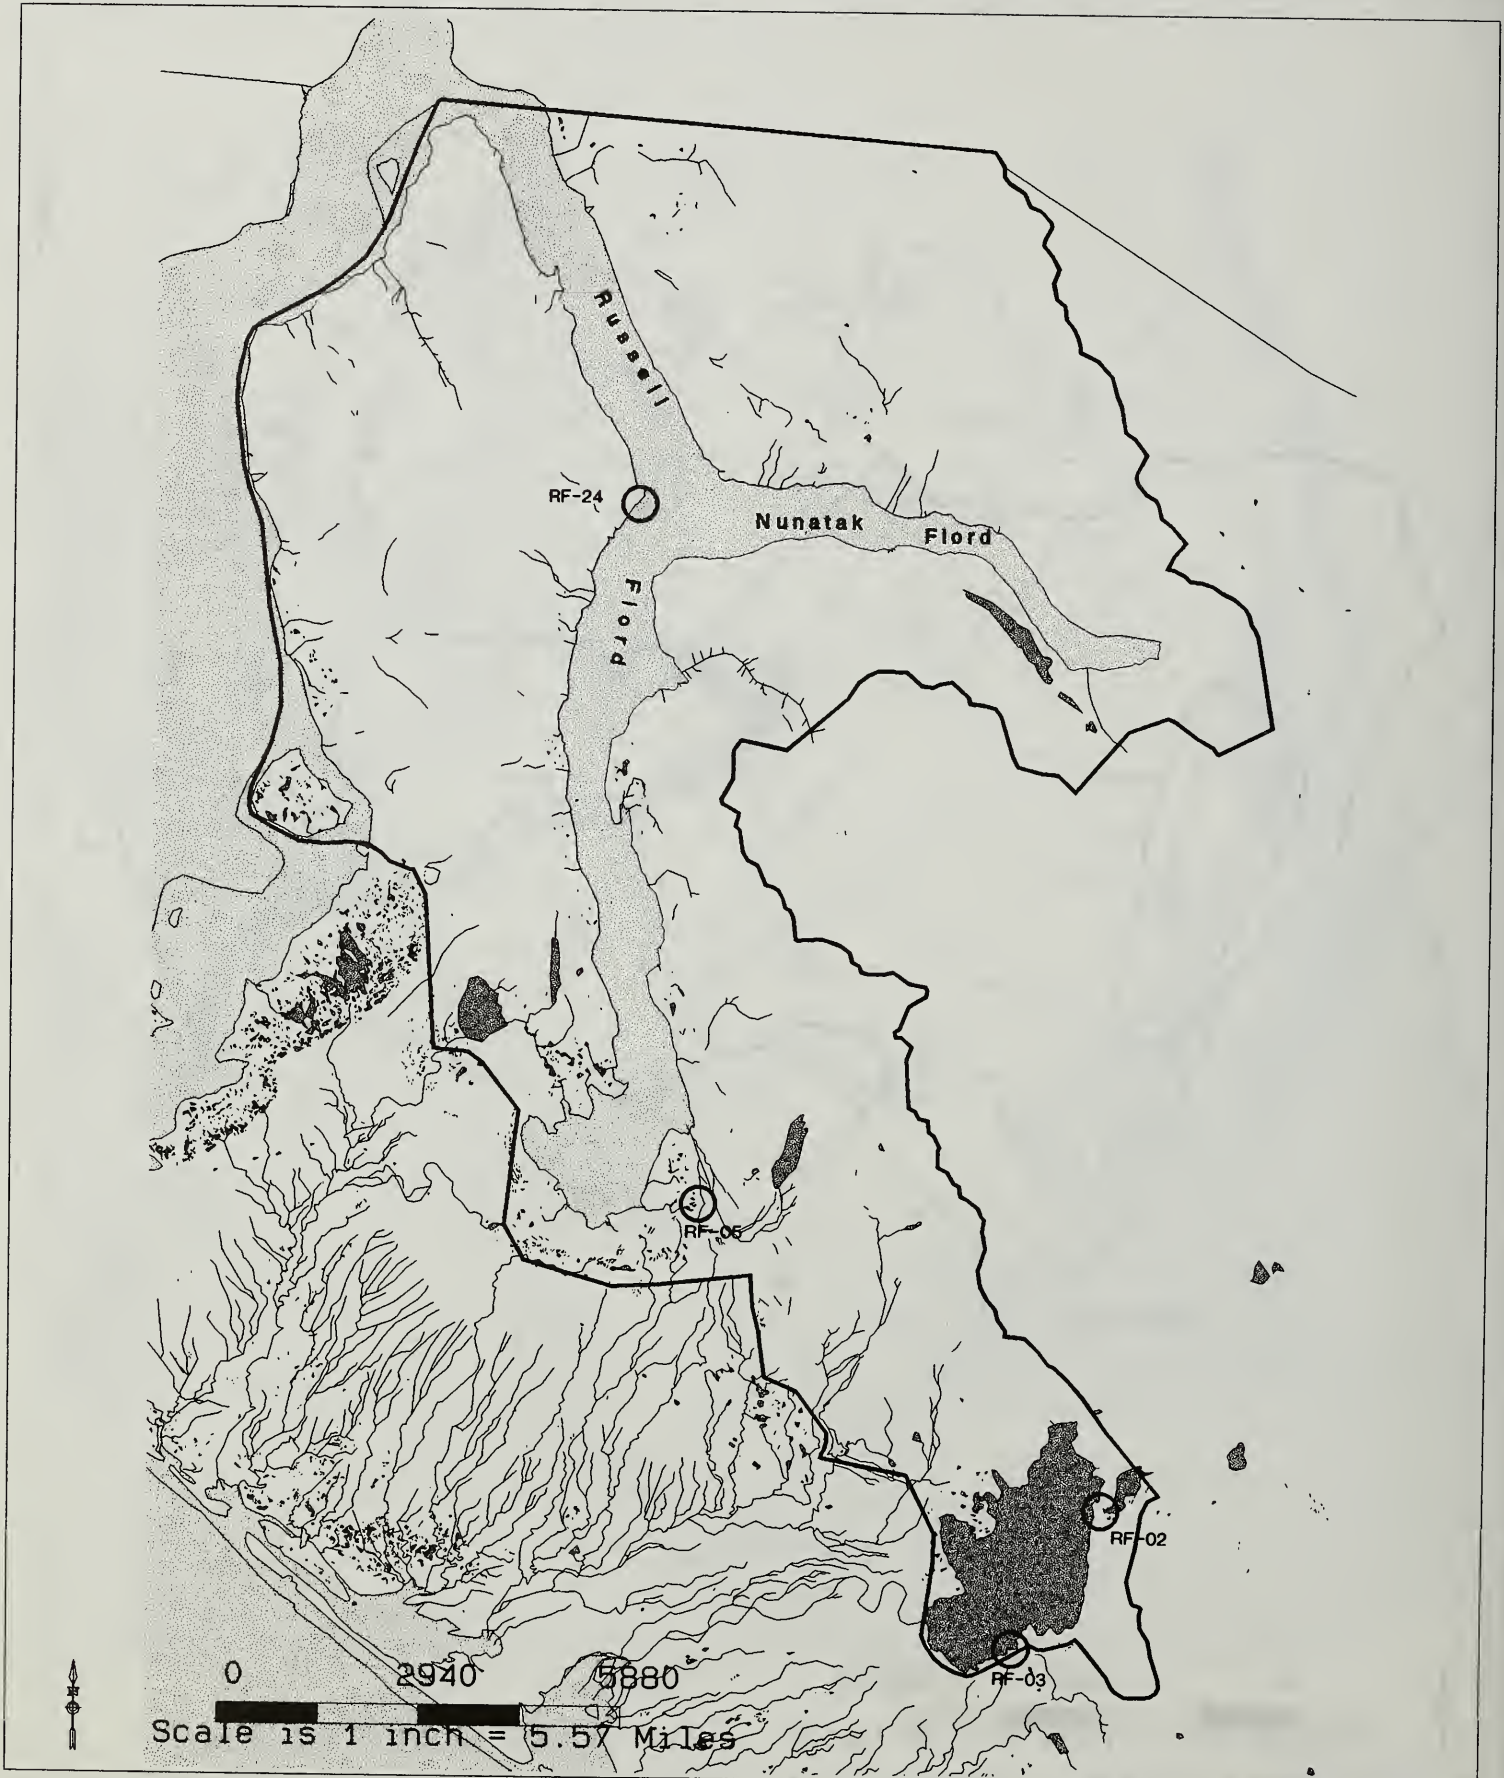 Russell
RF-24
Nunatak Fiord
Fiord
RF-05
RF-02
RF-03
0 2940 5880
Scale is 1 inch = 5.57 Miles